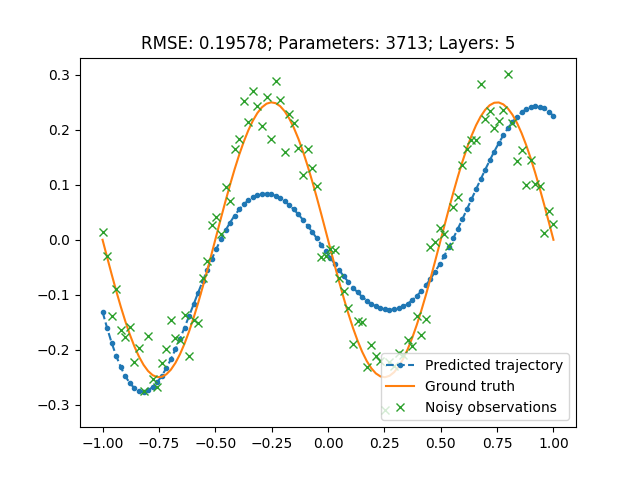 RMSE: 0.19578; Parameters: 3713; Layers: 5
0.3
0.2
0.1
0.0
−0.1
−0.2
−0.3
−1.00 −0.75 −0.50 −0.25 0.00 0.25 0.50 0.75 1.00
Predicted trajectory
Ground truth
Noisy observations